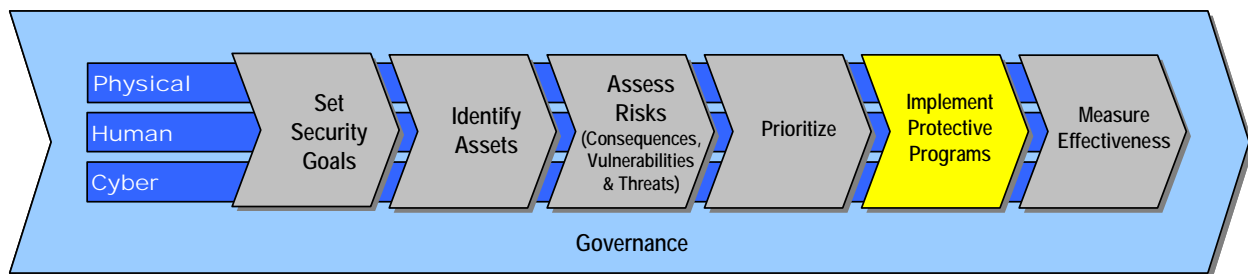 Physical
Human
Cyber
Set
Security
Goals
Identify
Assets
Assess
Risks
(Consequences,
Vulnerabilities
& Threats)
Prioritize
Implement
Protective
Programs
Measure
Effectiveness
Governance